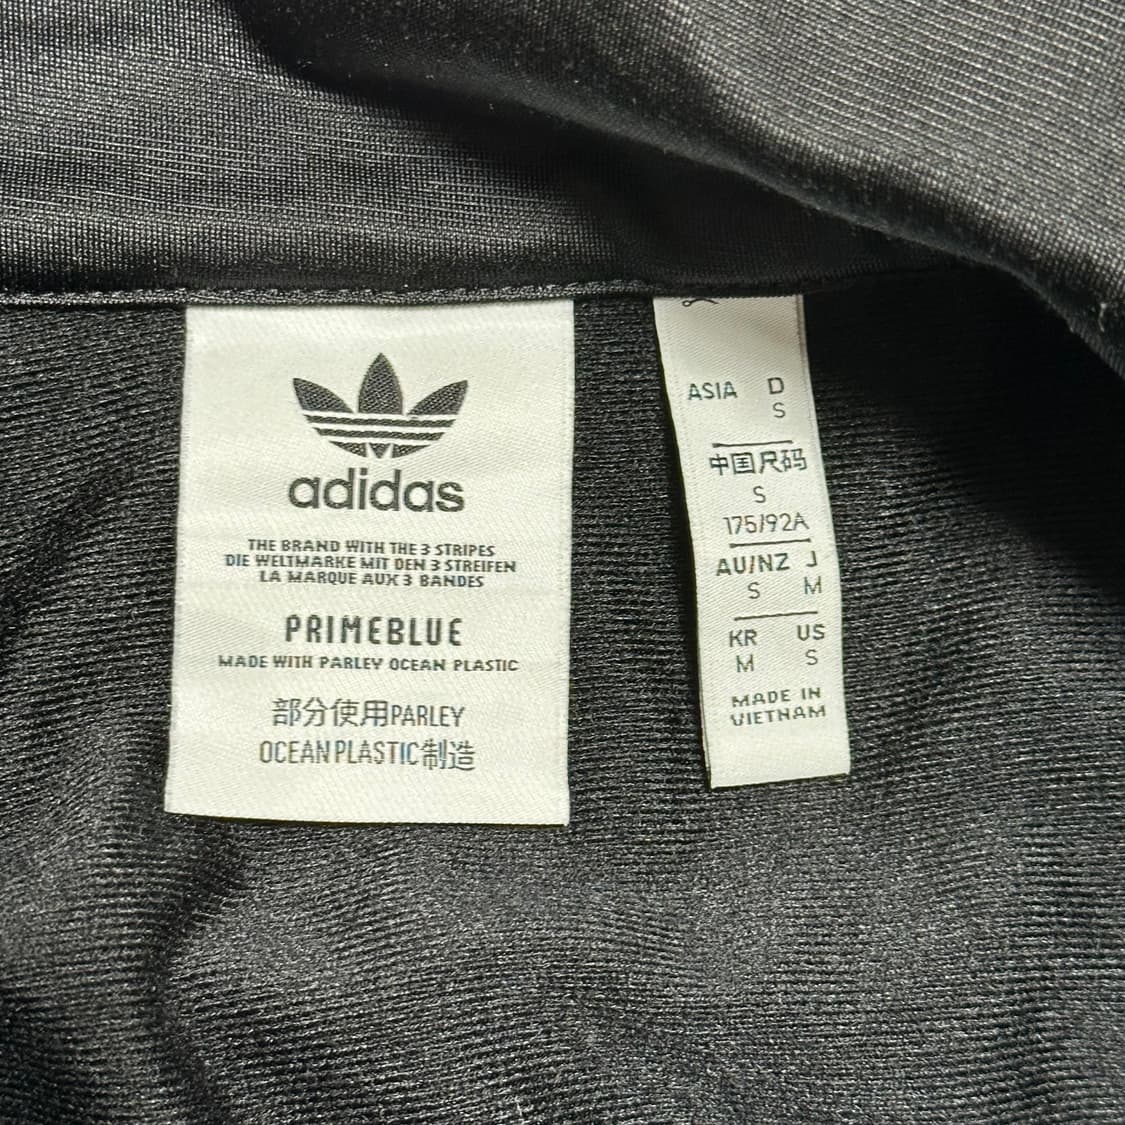 adidas
THE BRAND WITH THE 3 STRIPES
DIE WELTMARKE MIT DEN 3 STREIFEN
LA MARQUE AUX 3 BANDES
PRIMEBLUE
MADE WITH PARLEY OCEAN PLASTIC
部分使用PARLEY
OCEAN PLASTIC制造
ASIA D
S
中国尺码
S
175/92A
AU/NZ J
S M
KR US
M S
MADE IN
VIETNAM